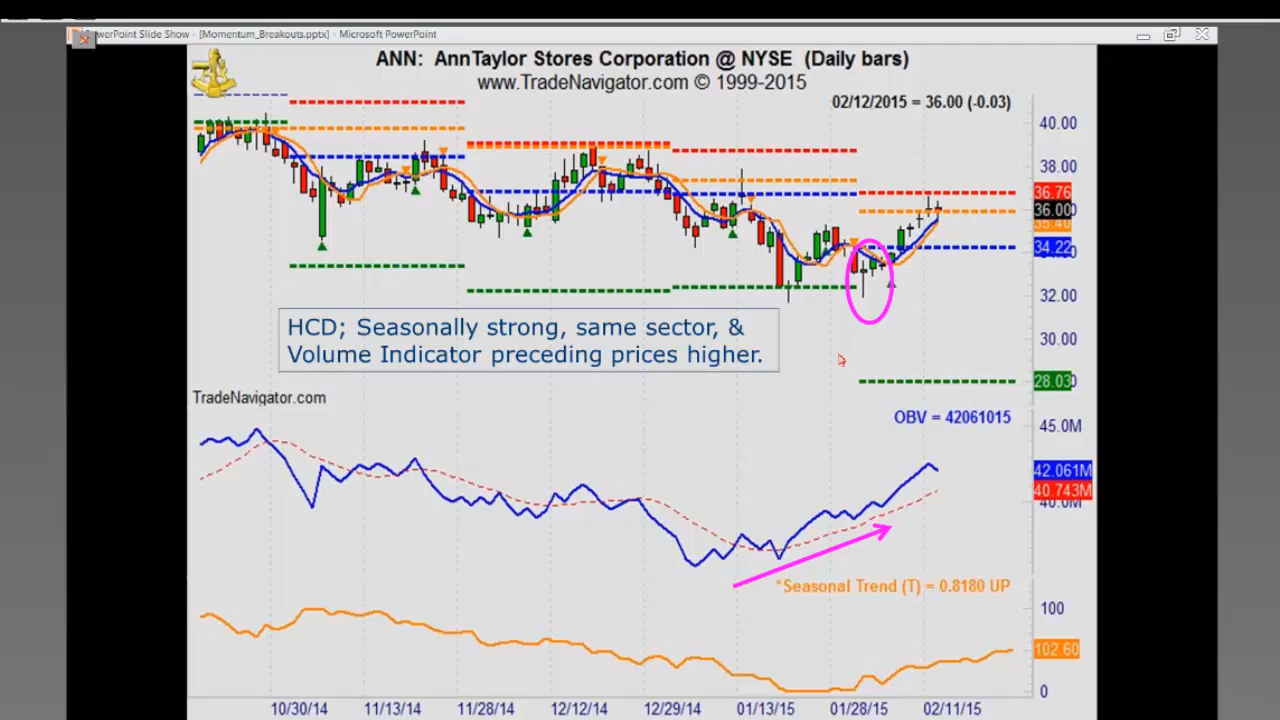 PowerPoint Slide Show - [Momentum_Breakouts.pptx] - Microsoft PowerPoint
ANN: AnnTaylor Stores Corporation @ NYSE (Daily bars)
www.TradeNavigator.com © 1999-2015
02/12/2015 = 36.00 (-0.03)
40.00
38.00
36.76
36.00
35.40
34.22
32.00
30.00
28.03
HCD; Seasonally strong, same sector, &
Volume Indicator preceding prices higher.
TradeNavigator.com
OBV = 42061015
45.0M
42.061M
40.743M
40.0M
*Seasonal Trend (T) = 0.8180 UP
100
102.60
0
10/30/14 11/13/14 11/28/14 12/12/14 12/29/14 01/13/15 01/28/15 02/11/15